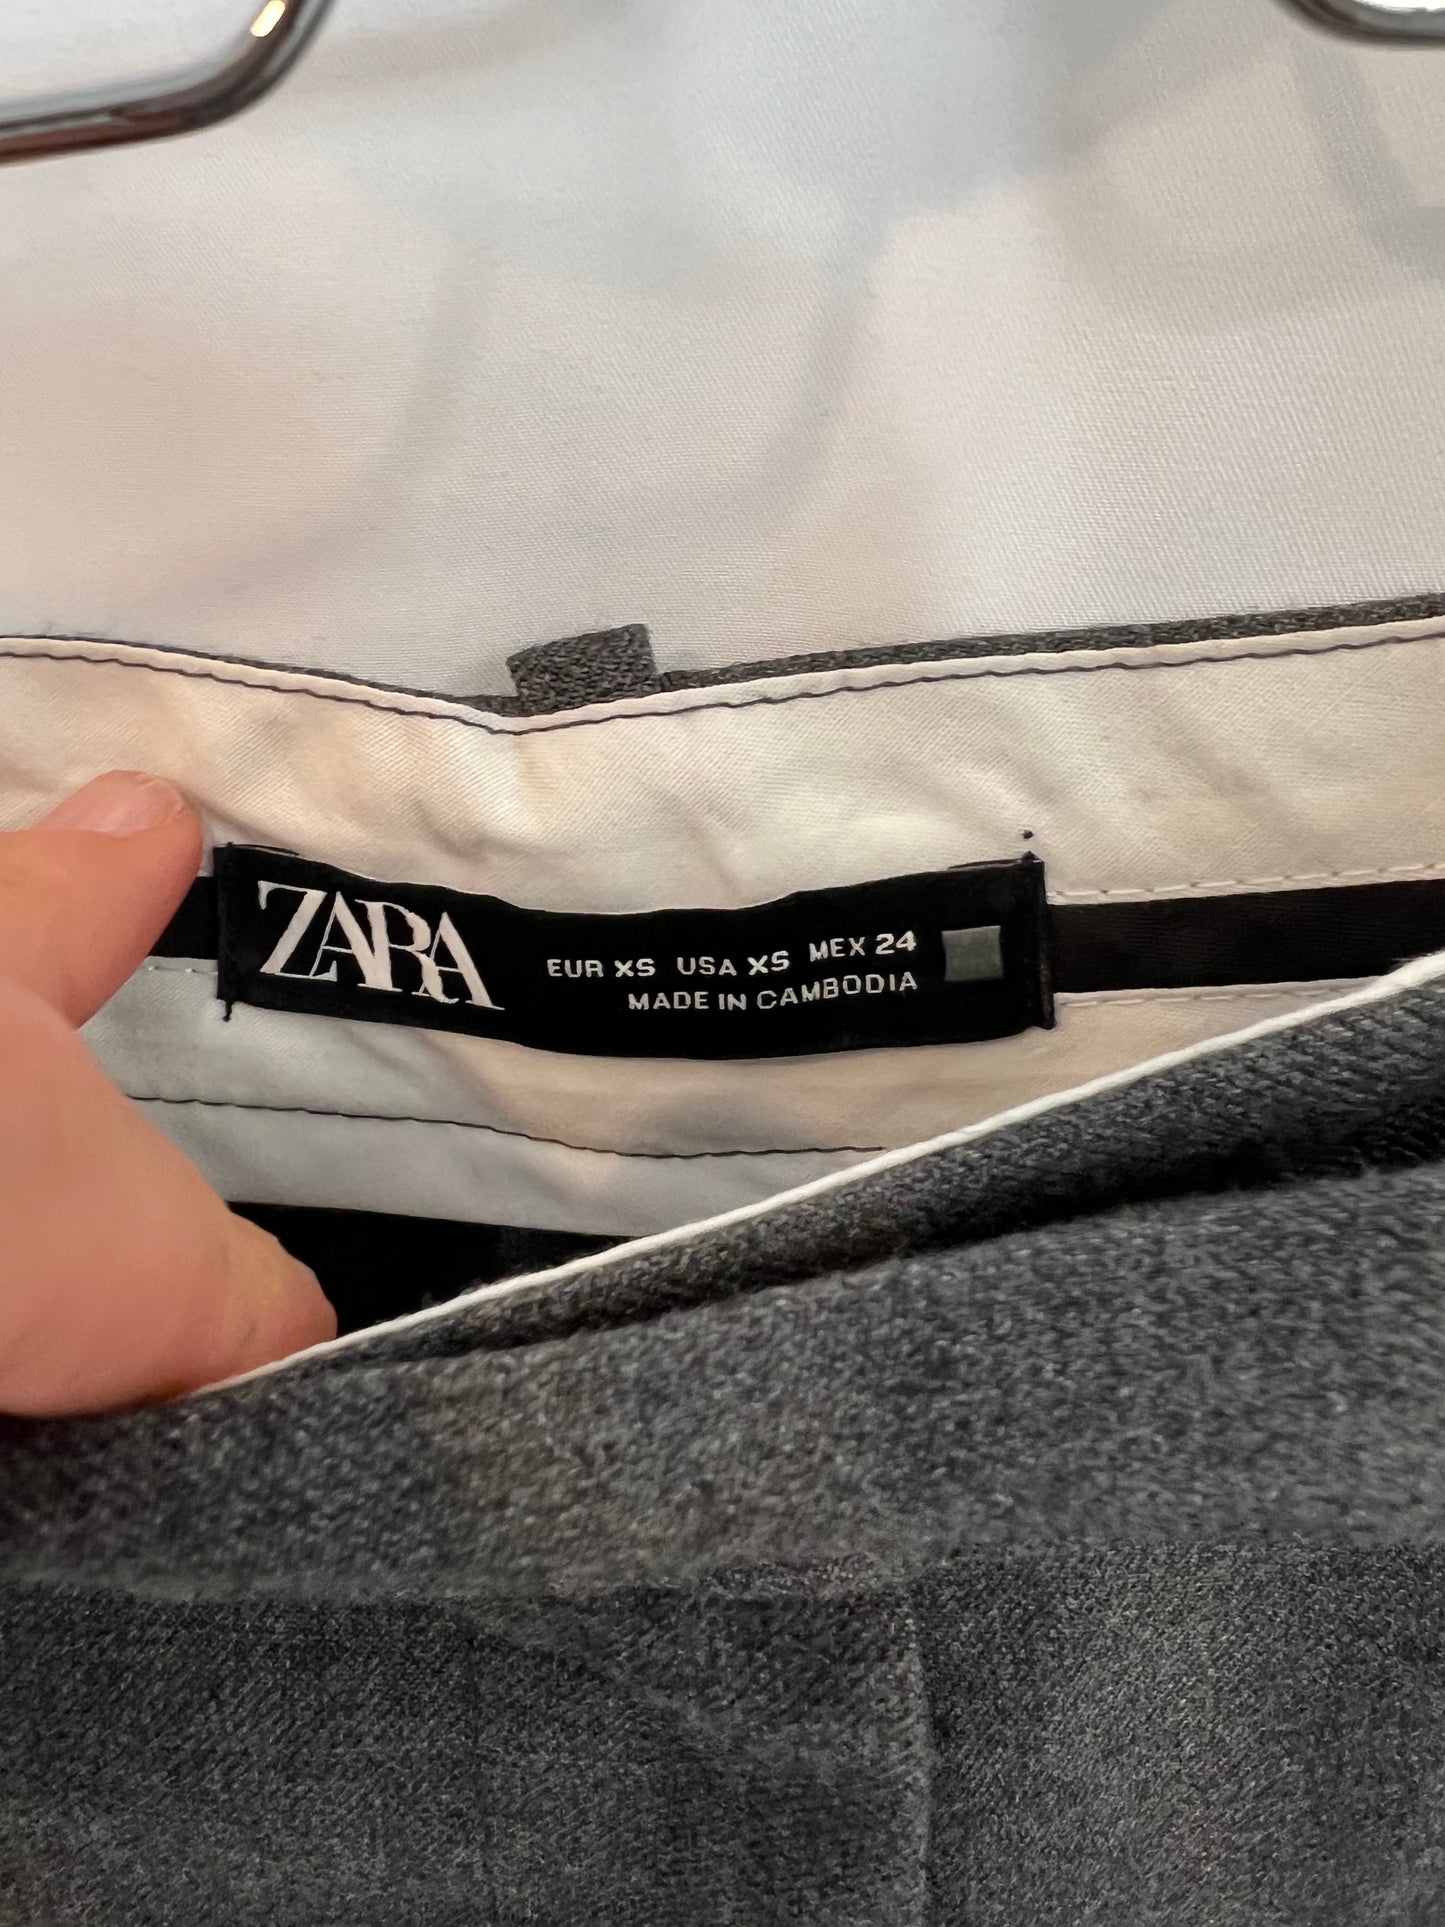 ZARA
EUR XS USA XS MEX 24
MADE IN CAMBODIA